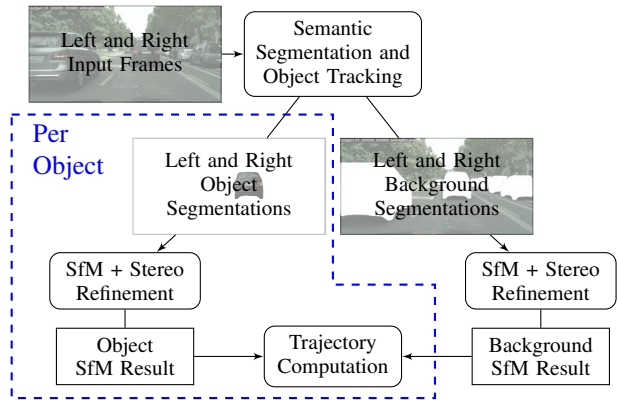 Left and Right
Input Frames
Semantic
Segmentation and
Object Tracking
Per
Object
Left and Right
Object
Segmentations
Left and Right
Background
Segmentations
SfM + Stereo
Refinement
SfM + Stereo
Refinement
Object
SfM Result
Trajectory
Computation
Background
SfM Result